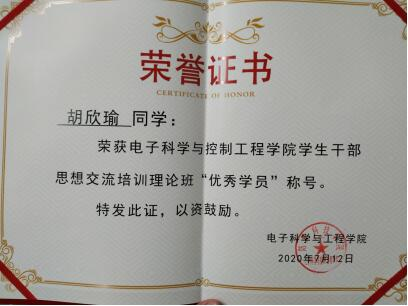 荣誉证书
CERTIFICATE OF HONOR
胡欣瑜 同学：
荣获电子科学与控制工程学院学生干部
思想交流培训理论班“优秀学员”称号。
特发此证，以资鼓励。
电子科学与工程学院
2020年7月12日